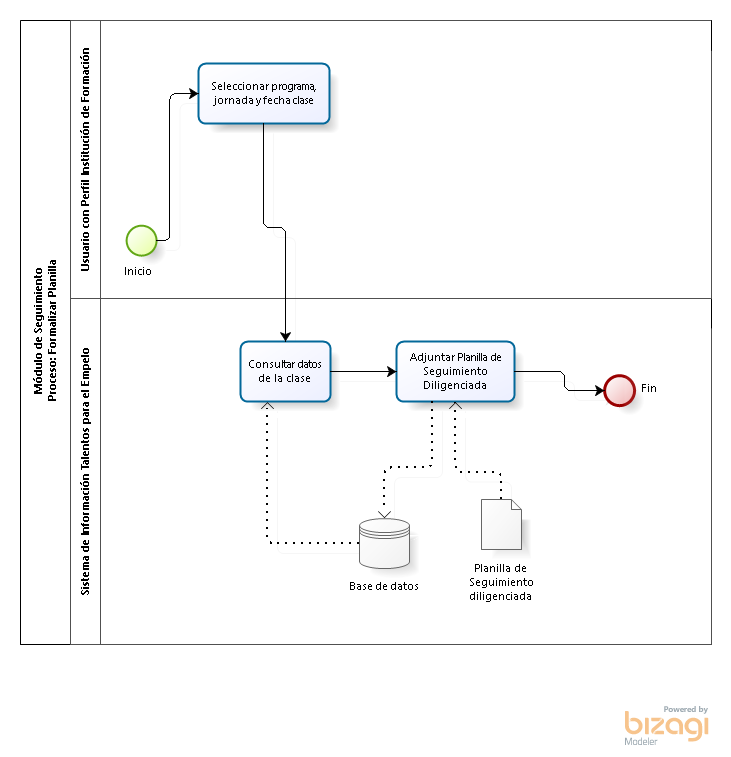 Módulo de Seguimiento
Proceso: Formalizar Planilla
Usuario con Perfil Institución de Formación
Seleccionar programa,
jornada y fecha clase
Inicio
Sistema de Información Talentos para el Empelo
Consultar datos
de la clase
Adjuntar Planilla de
Seguimiento
Diligenciada
Fin
Base de datos
Planilla de
Seguimiento
diligenciada
Powered by
bizagi
Modeler